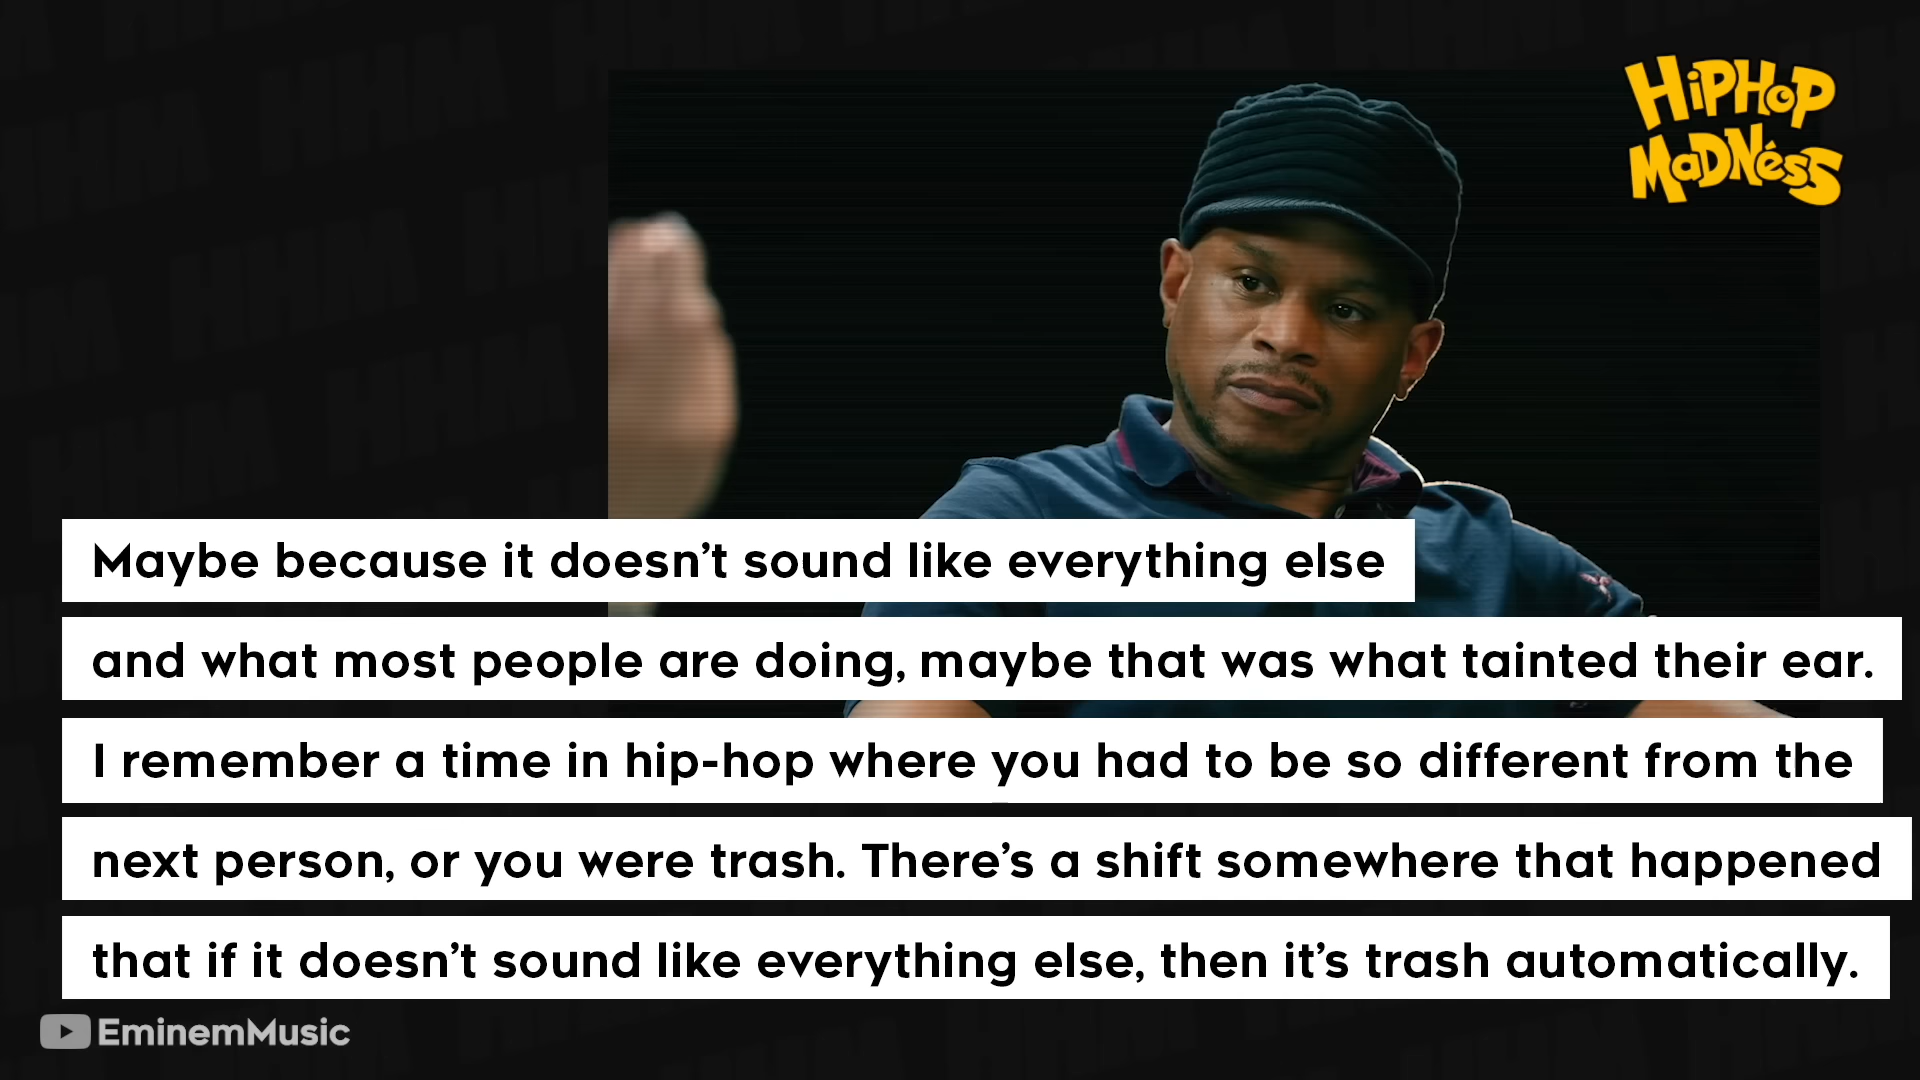 HiPHoP
MaDNéss
Maybe because it doesn’t sound like everything else
and what most people are doing, maybe that was what tainted their ear.
I remember a time in hip-hop where you had to be so different from the
next person, or you were trash. There’s a shift somewhere that happened
that if it doesn’t sound like everything else, then it’s trash automatically.
EminemMusic